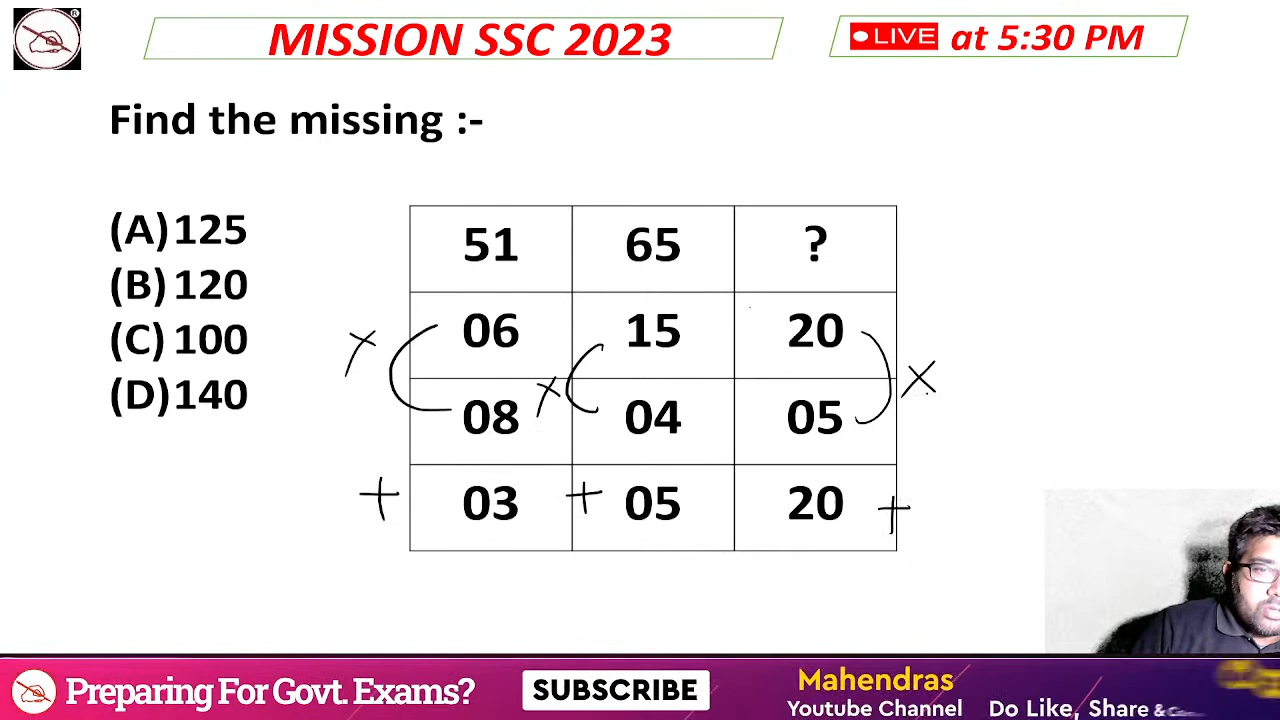 MISSION SSC 2023
LIVE at 5:30 PM
Find the missing :-
(A) 125
(B) 120
(C) 100
(D) 140
51 65 ?
06 15 20
× × ×
08 04 05
+ 03 + 05 20 +
Preparing For Govt. Exams?
SUBSCRIBE
Mahendras
Youtube Channel
Do Like, Share &